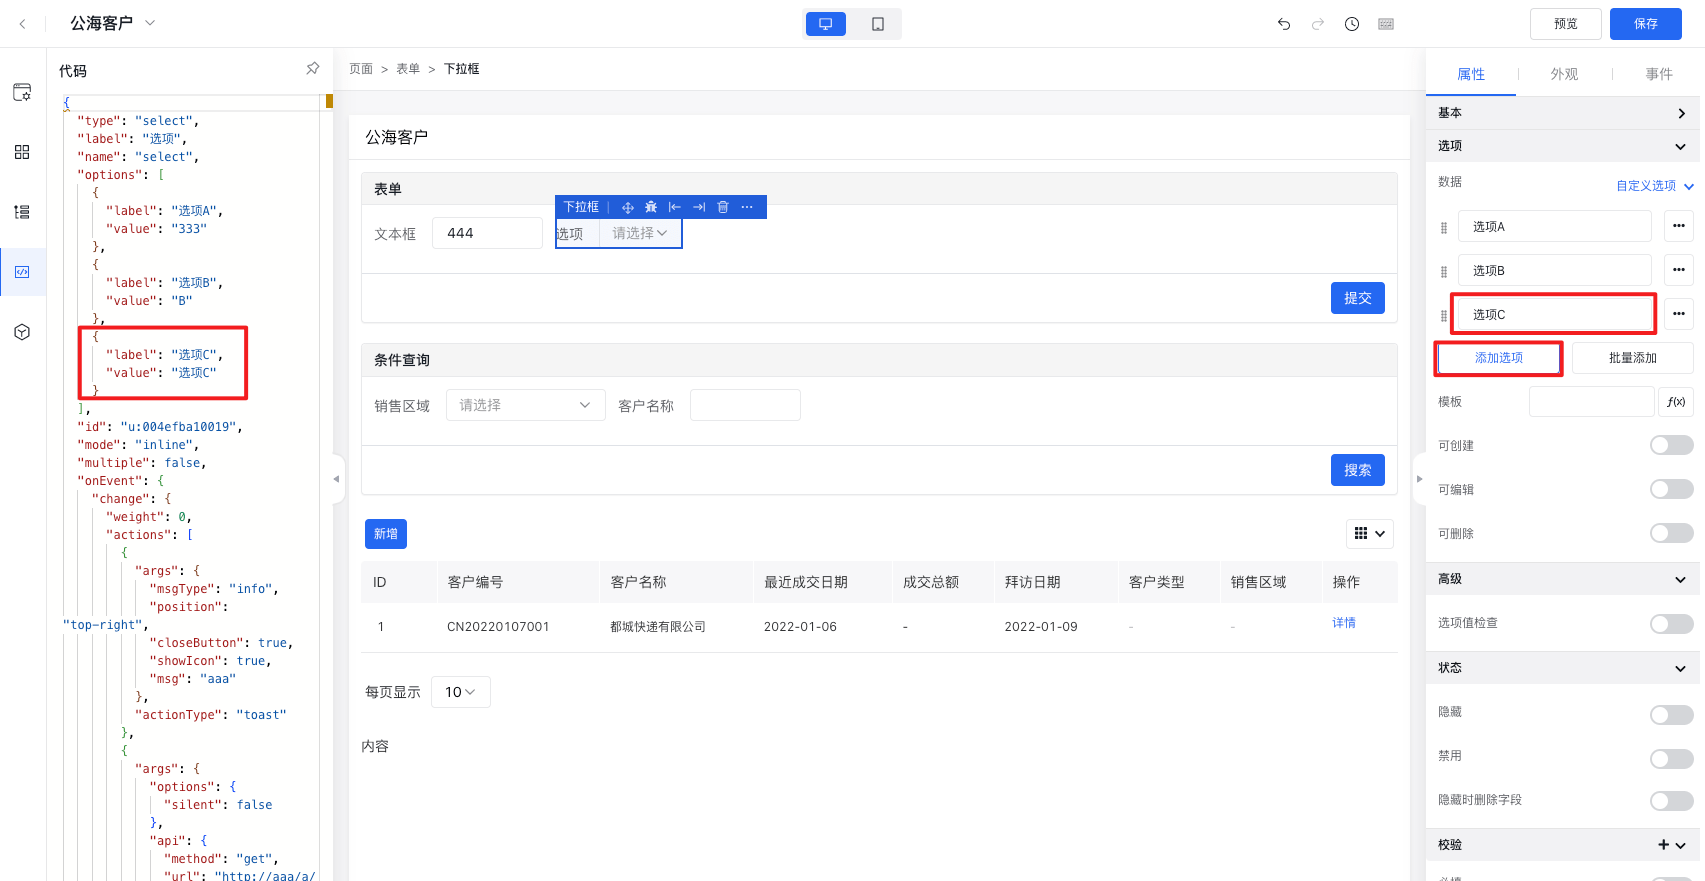 公海客户
预览
保存
代码
{
"type": "select",
"label": "选项",
"name": "select",
"options": [
{
"label": "选项A",
"value": "333"
},
{
"label": "选项B",
"value": "B"
},
{
"label": "选项C",
"value": "选项C"
}
],
"id": "u:004efba10019",
"mode": "inline",
"multiple": false,
"onEvent": {
"change": {
"weight": 0,
"actions": [
{
"args": {
"msgType": "info",
"position":
"top-right",
"closeButton": true,
"showIcon": true,
"msg": "aaa"
},
"actionType": "toast"
},
{
"args": {
"options": {
"silent": false
},
"api": {
"method": "get",
"url": "http://aaa/a/
页面 > 表单 > 下拉框
公海客户
表单
下拉框
文本框 444 选项 请选择
提交
条件查询
销售区域 请选择 客户名称
搜索
新增
ID 客户编号 客户名称 最近成交日期 成交总额 拜访日期 客户类型 销售区域 操作
1 CN20220107001 都城快递有限公司 2022-01-06 - 2022-01-09 - - 详情
每页显示 10
内容
属性 外观 事件
基本
选项
数据 自定义选项
选项A
选项B
选项C
添加选项 批量添加
模板 f(x)
可创建
可编辑
可删除
高级
选项值检查
状态
隐藏
禁用
隐藏时删除字段
校验